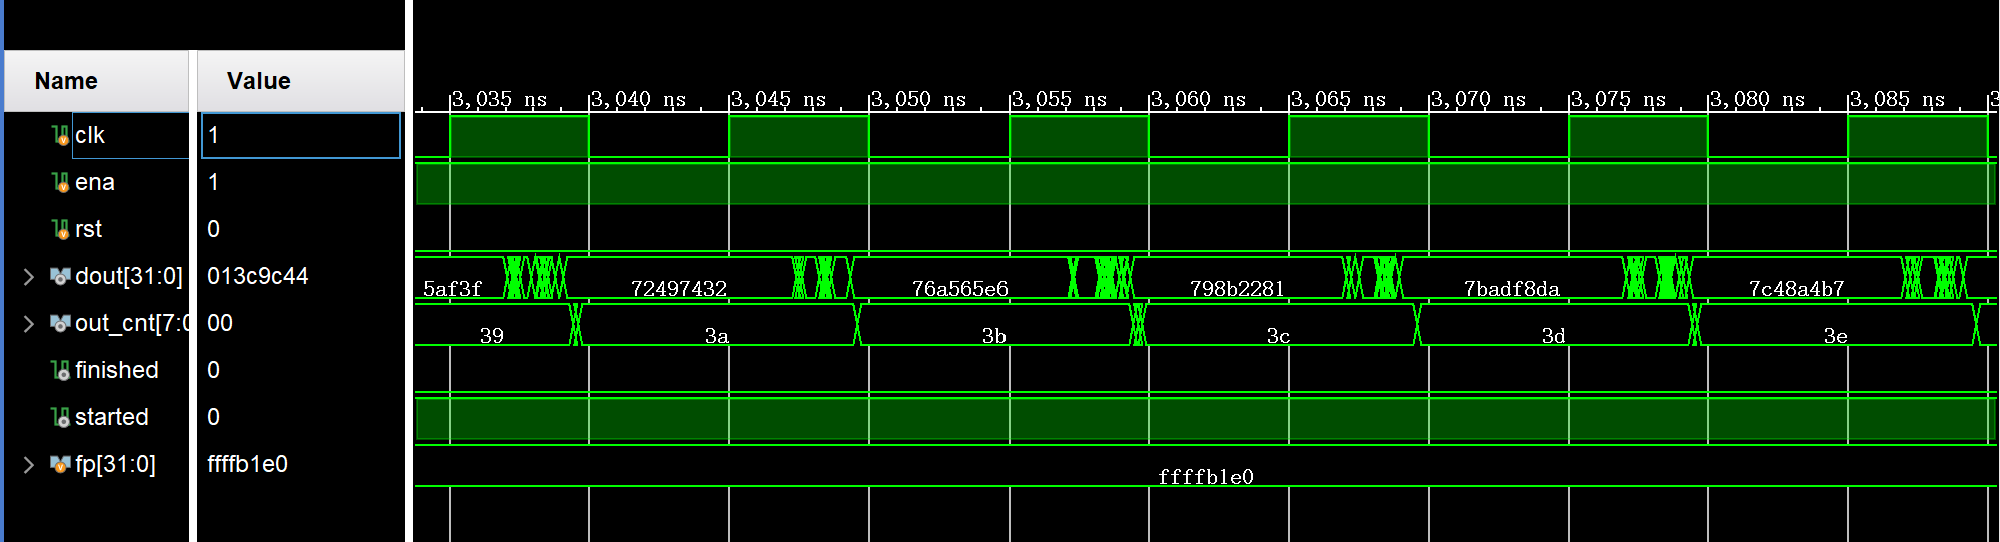 Name Value
3,035 ns 3,040 ns 3,045 ns 3,050 ns 3,055 ns 3,060 ns 3,065 ns 3,070 ns 3,075 ns 3,080 ns 3,085 ns 3
clk 1
ena 1
rst 0
dout[31:0] 013c9c44 5af3f 72497432 76a565e6 798b2281 7badf8da 7c48a4b7
out_cnt[7:0 00 39 3a 3b 3c 3d 3e
finished 0
started 0
fp[31:0] ffffb1e0 ffffb1e0